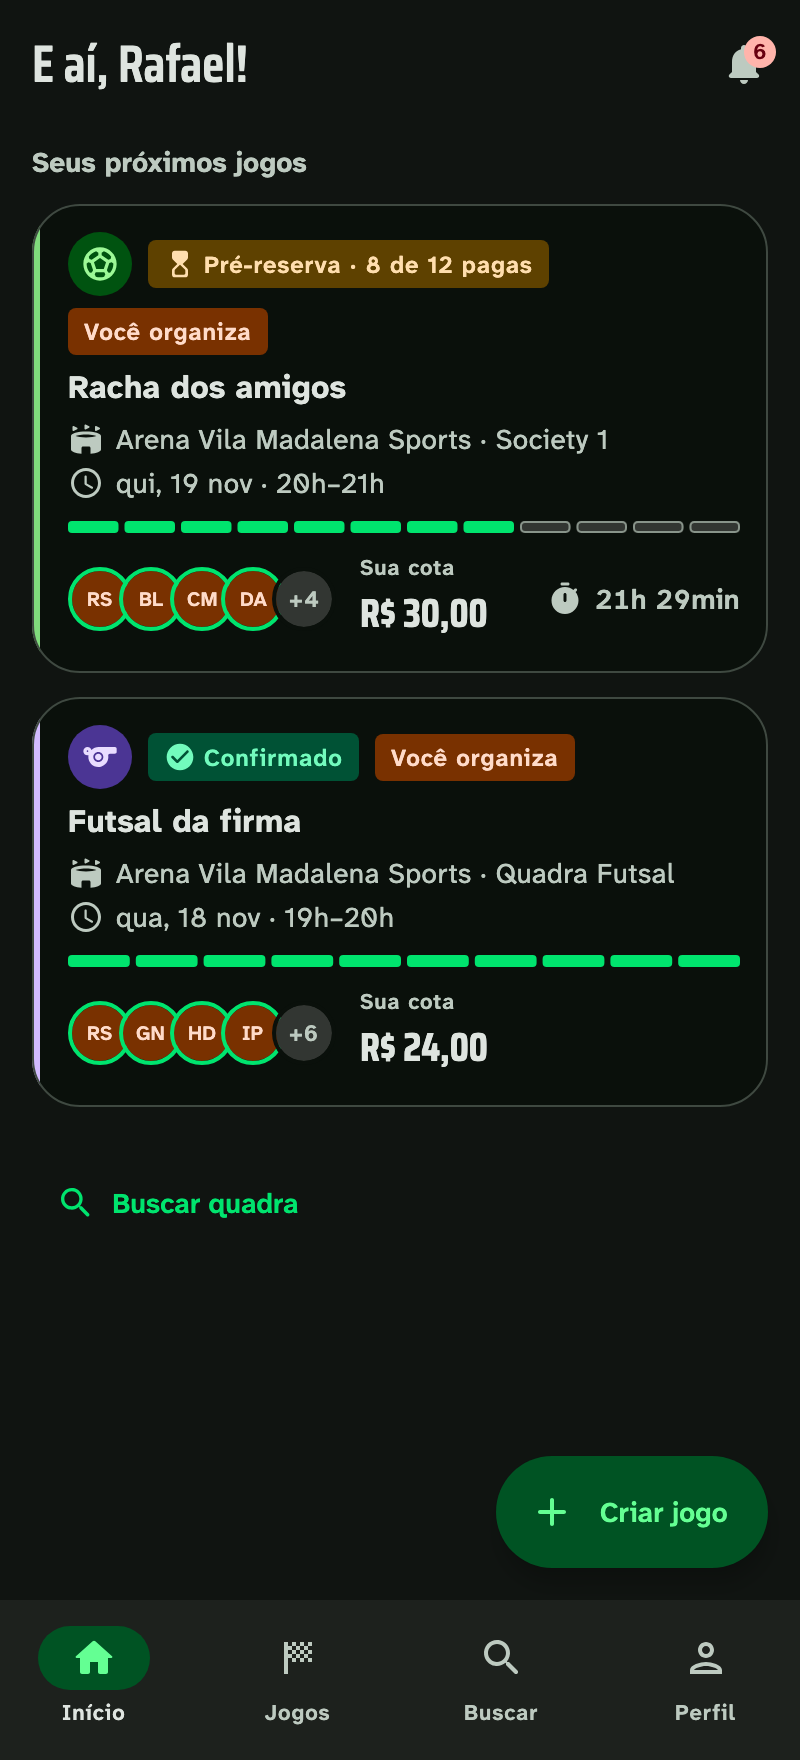 E aí, Rafael!
6
Seus próximos jogos
Pré-reserva · 8 de 12 pagas
Você organiza
Racha dos amigos
Arena Vila Madalena Sports · Society 1
qui, 19 nov · 20h–21h
RS BL CM DA +4
Sua cota
R$ 30,00
21h 29min
Confirmado
Você organiza
Futsal da firma
Arena Vila Madalena Sports · Quadra Futsal
qua, 18 nov · 19h–20h
RS GN HD IP +6
Sua cota
R$ 24,00
Buscar quadra
Criar jogo
Início
Jogos
Buscar
Perfil